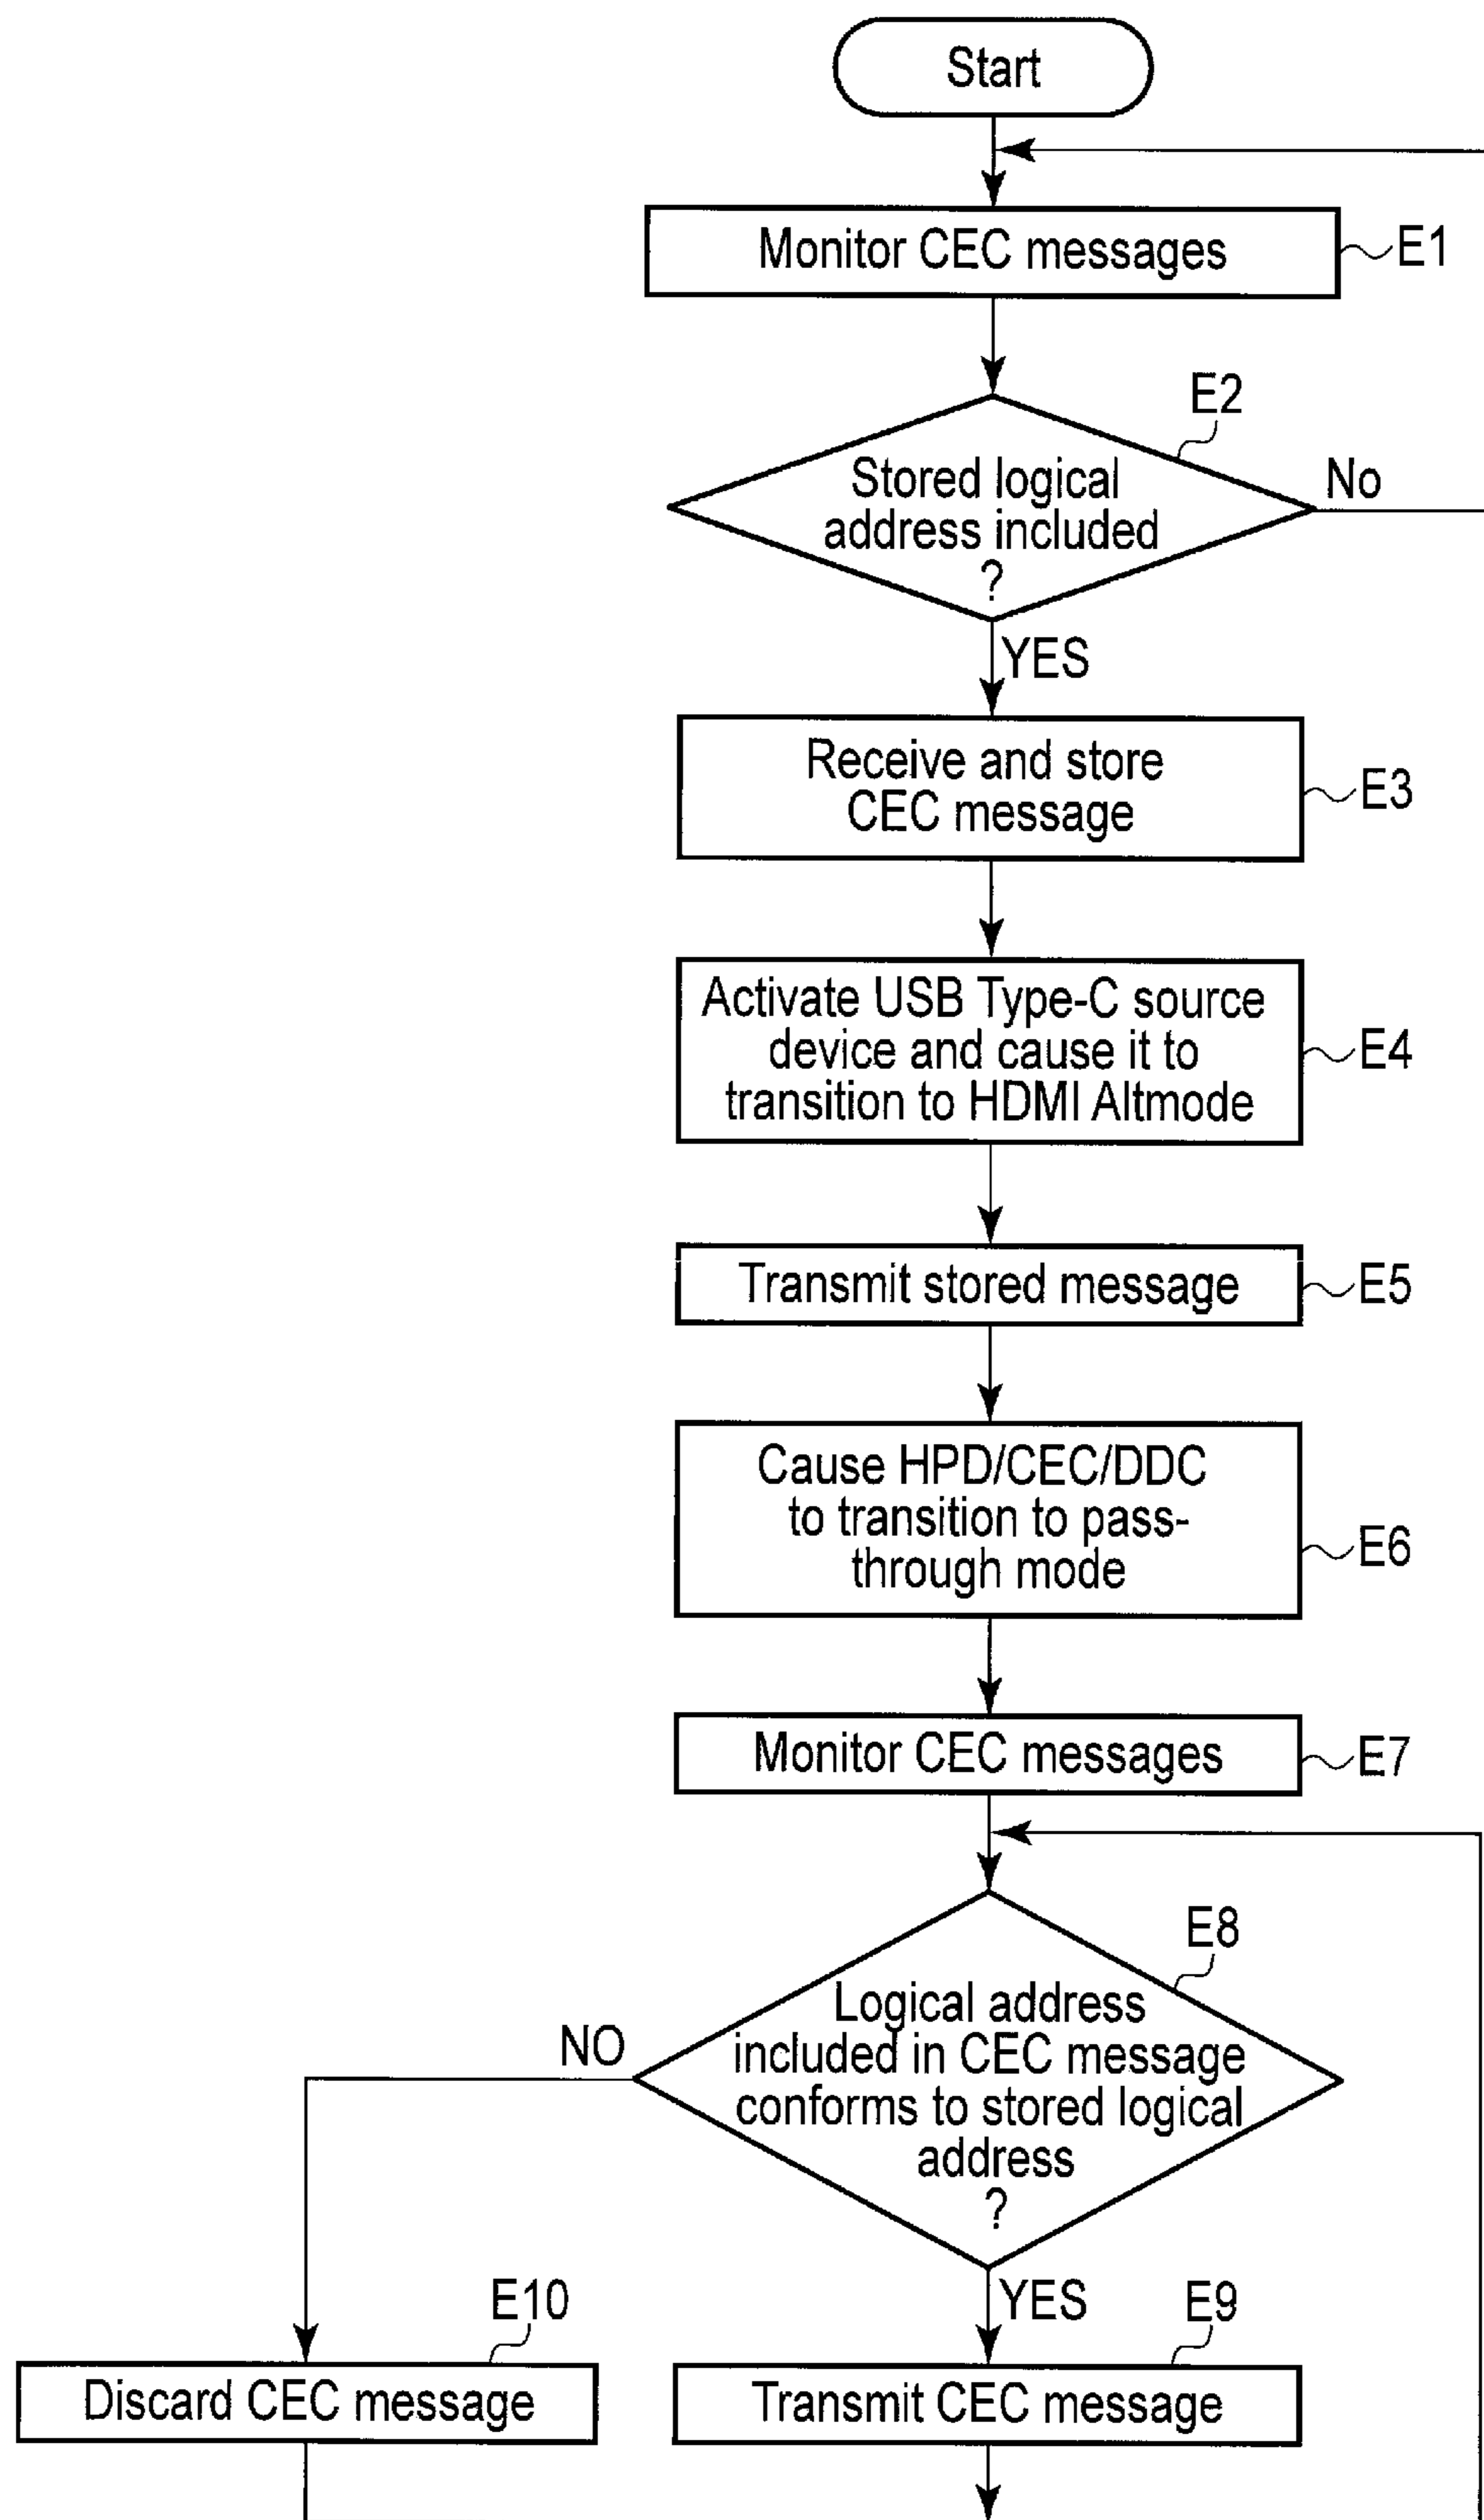 Start
Monitor CEC messages
E1
E2
Stored logical
address included
?
No
YES
Receive and store
CEC message
E3
Activate USB Type-C source
device and cause it to
transition to HDMI Altmode
E4
Transmit stored message
E5
Cause HPD/CEC/DDC
to transition to pass-
through mode
E6
Monitor CEC messages
E7
E8
Logical address
included in CEC message
conforms to stored logical
address
?
NO
YES
E10
E9
Discard CEC message
Transmit CEC message